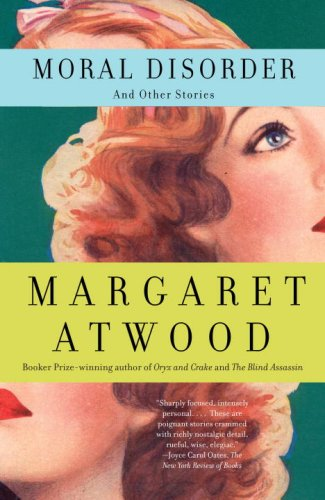 MORAL DISORDER
And Other Stories
MARGARET
ATWOOD
Booker Prize-winning author of Oryx and Crake and The Blind Assassin
"Sharply focused, intensely
personal. . . . These are
poignant stories crammed
with richly nostalgic detail,
rueful, wise, elegiac."
—Joyce Carol Oates, The
New York Review of Books